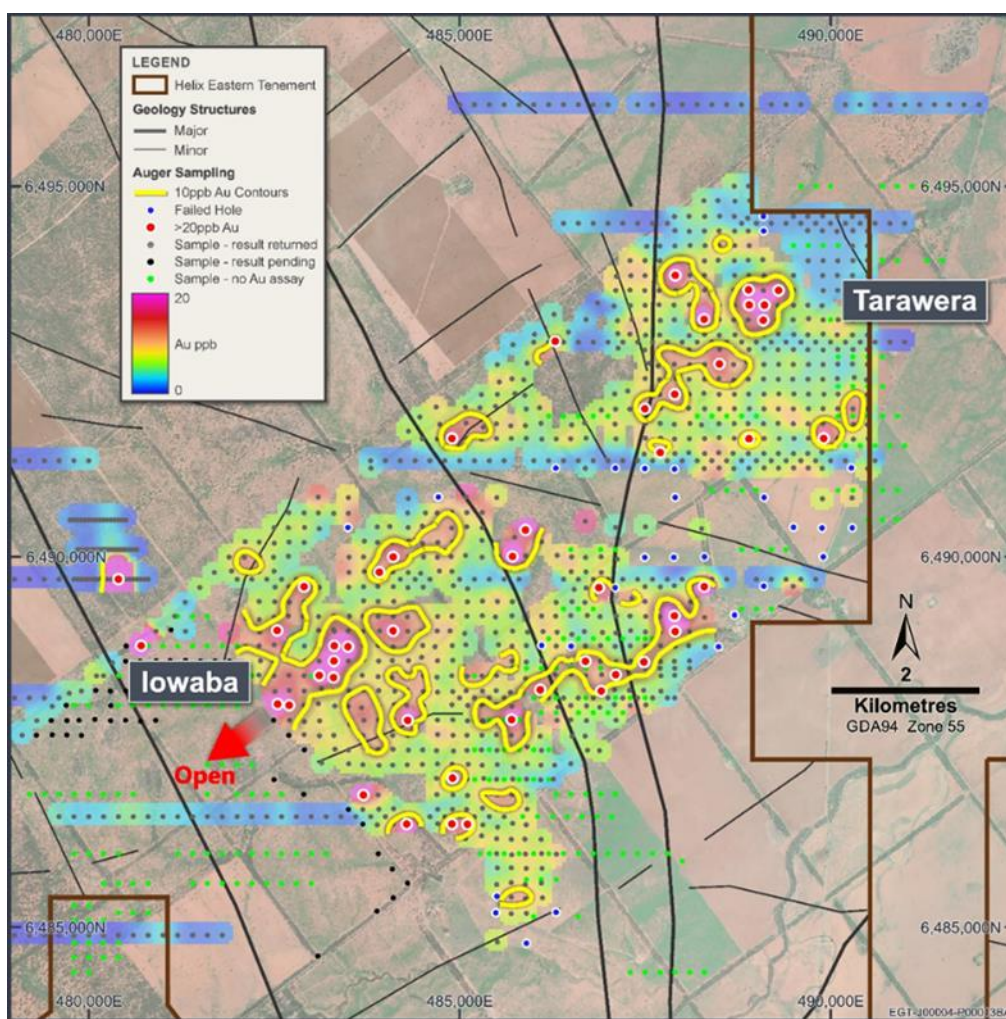 480,000E
485,000E
490,000E
LEGEND
Helix Eastern Tenement
Geology Structures
Major
Minor
Auger Sampling
10ppb Au Contours
Failed Hole
>20ppb Au
Sample - result returned
Sample - result pending
Sample - no Au assay
20
Au ppb
0
6,495,000N
6,495,000N
Tarawera
6,490,000N
6,490,000N
Iowaba
Open
N
2
Kilometres
GDA94 Zone 55
6,485,000N
6,485,000N
480,000E
485,000E
490,000E